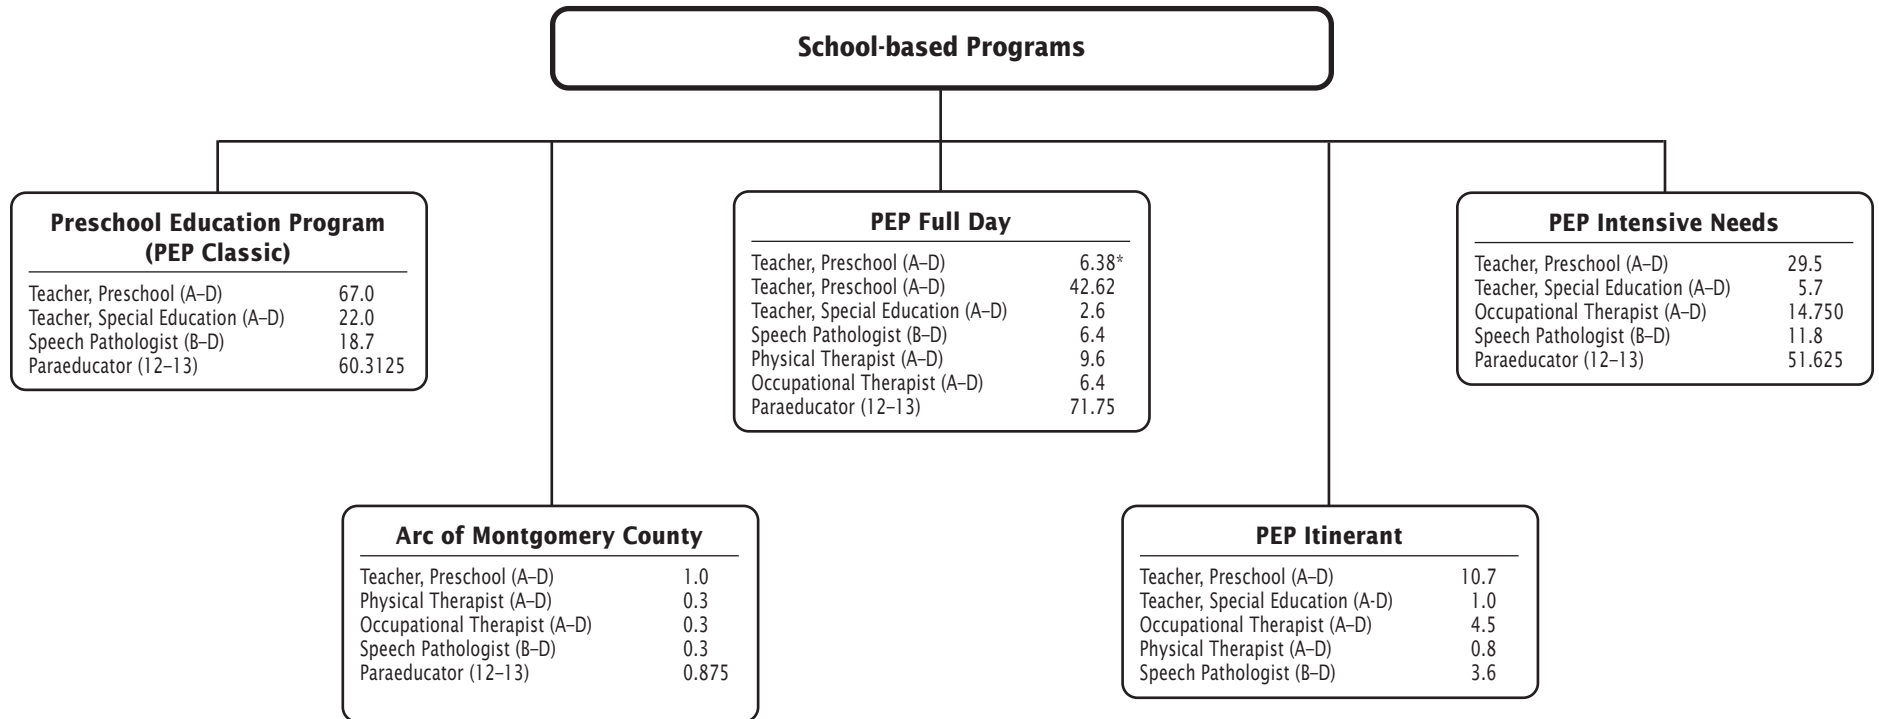 School-based Programs
Preschool Education Program
(PEP Classic)
Teacher, Preschool (A–D) 67.0
Teacher, Special Education (A–D) 22.0
Speech Pathologist (B–D) 18.7
Paraeducator (12–13) 60.3125
PEP Full Day
Teacher, Preschool (A–D) 6.38*
Teacher, Preschool (A–D) 42.62
Teacher, Special Education (A–D) 2.6
Speech Pathologist (B–D) 6.4
Physical Therapist (A–D) 9.6
Occupational Therapist (A–D) 6.4
Paraeducator (12–13) 71.75
PEP Intensive Needs
Teacher, Preschool (A–D) 29.5
Teacher, Special Education (A–D) 5.7
Occupational Therapist (A–D) 14.750
Speech Pathologist (B–D) 11.8
Paraeducator (12–13) 51.625
Arc of Montgomery County
Teacher, Preschool (A–D) 1.0
Physical Therapist (A–D) 0.3
Occupational Therapist (A–D) 0.3
Speech Pathologist (B–D) 0.3
Paraeducator (12–13) 0.875
PEP Itinerant
Teacher, Preschool (A–D) 10.7
Teacher, Special Education (A-D) 1.0
Occupational Therapist (A–D) 4.5
Physical Therapist (A–D) 0.8
Speech Pathologist (B–D) 3.6